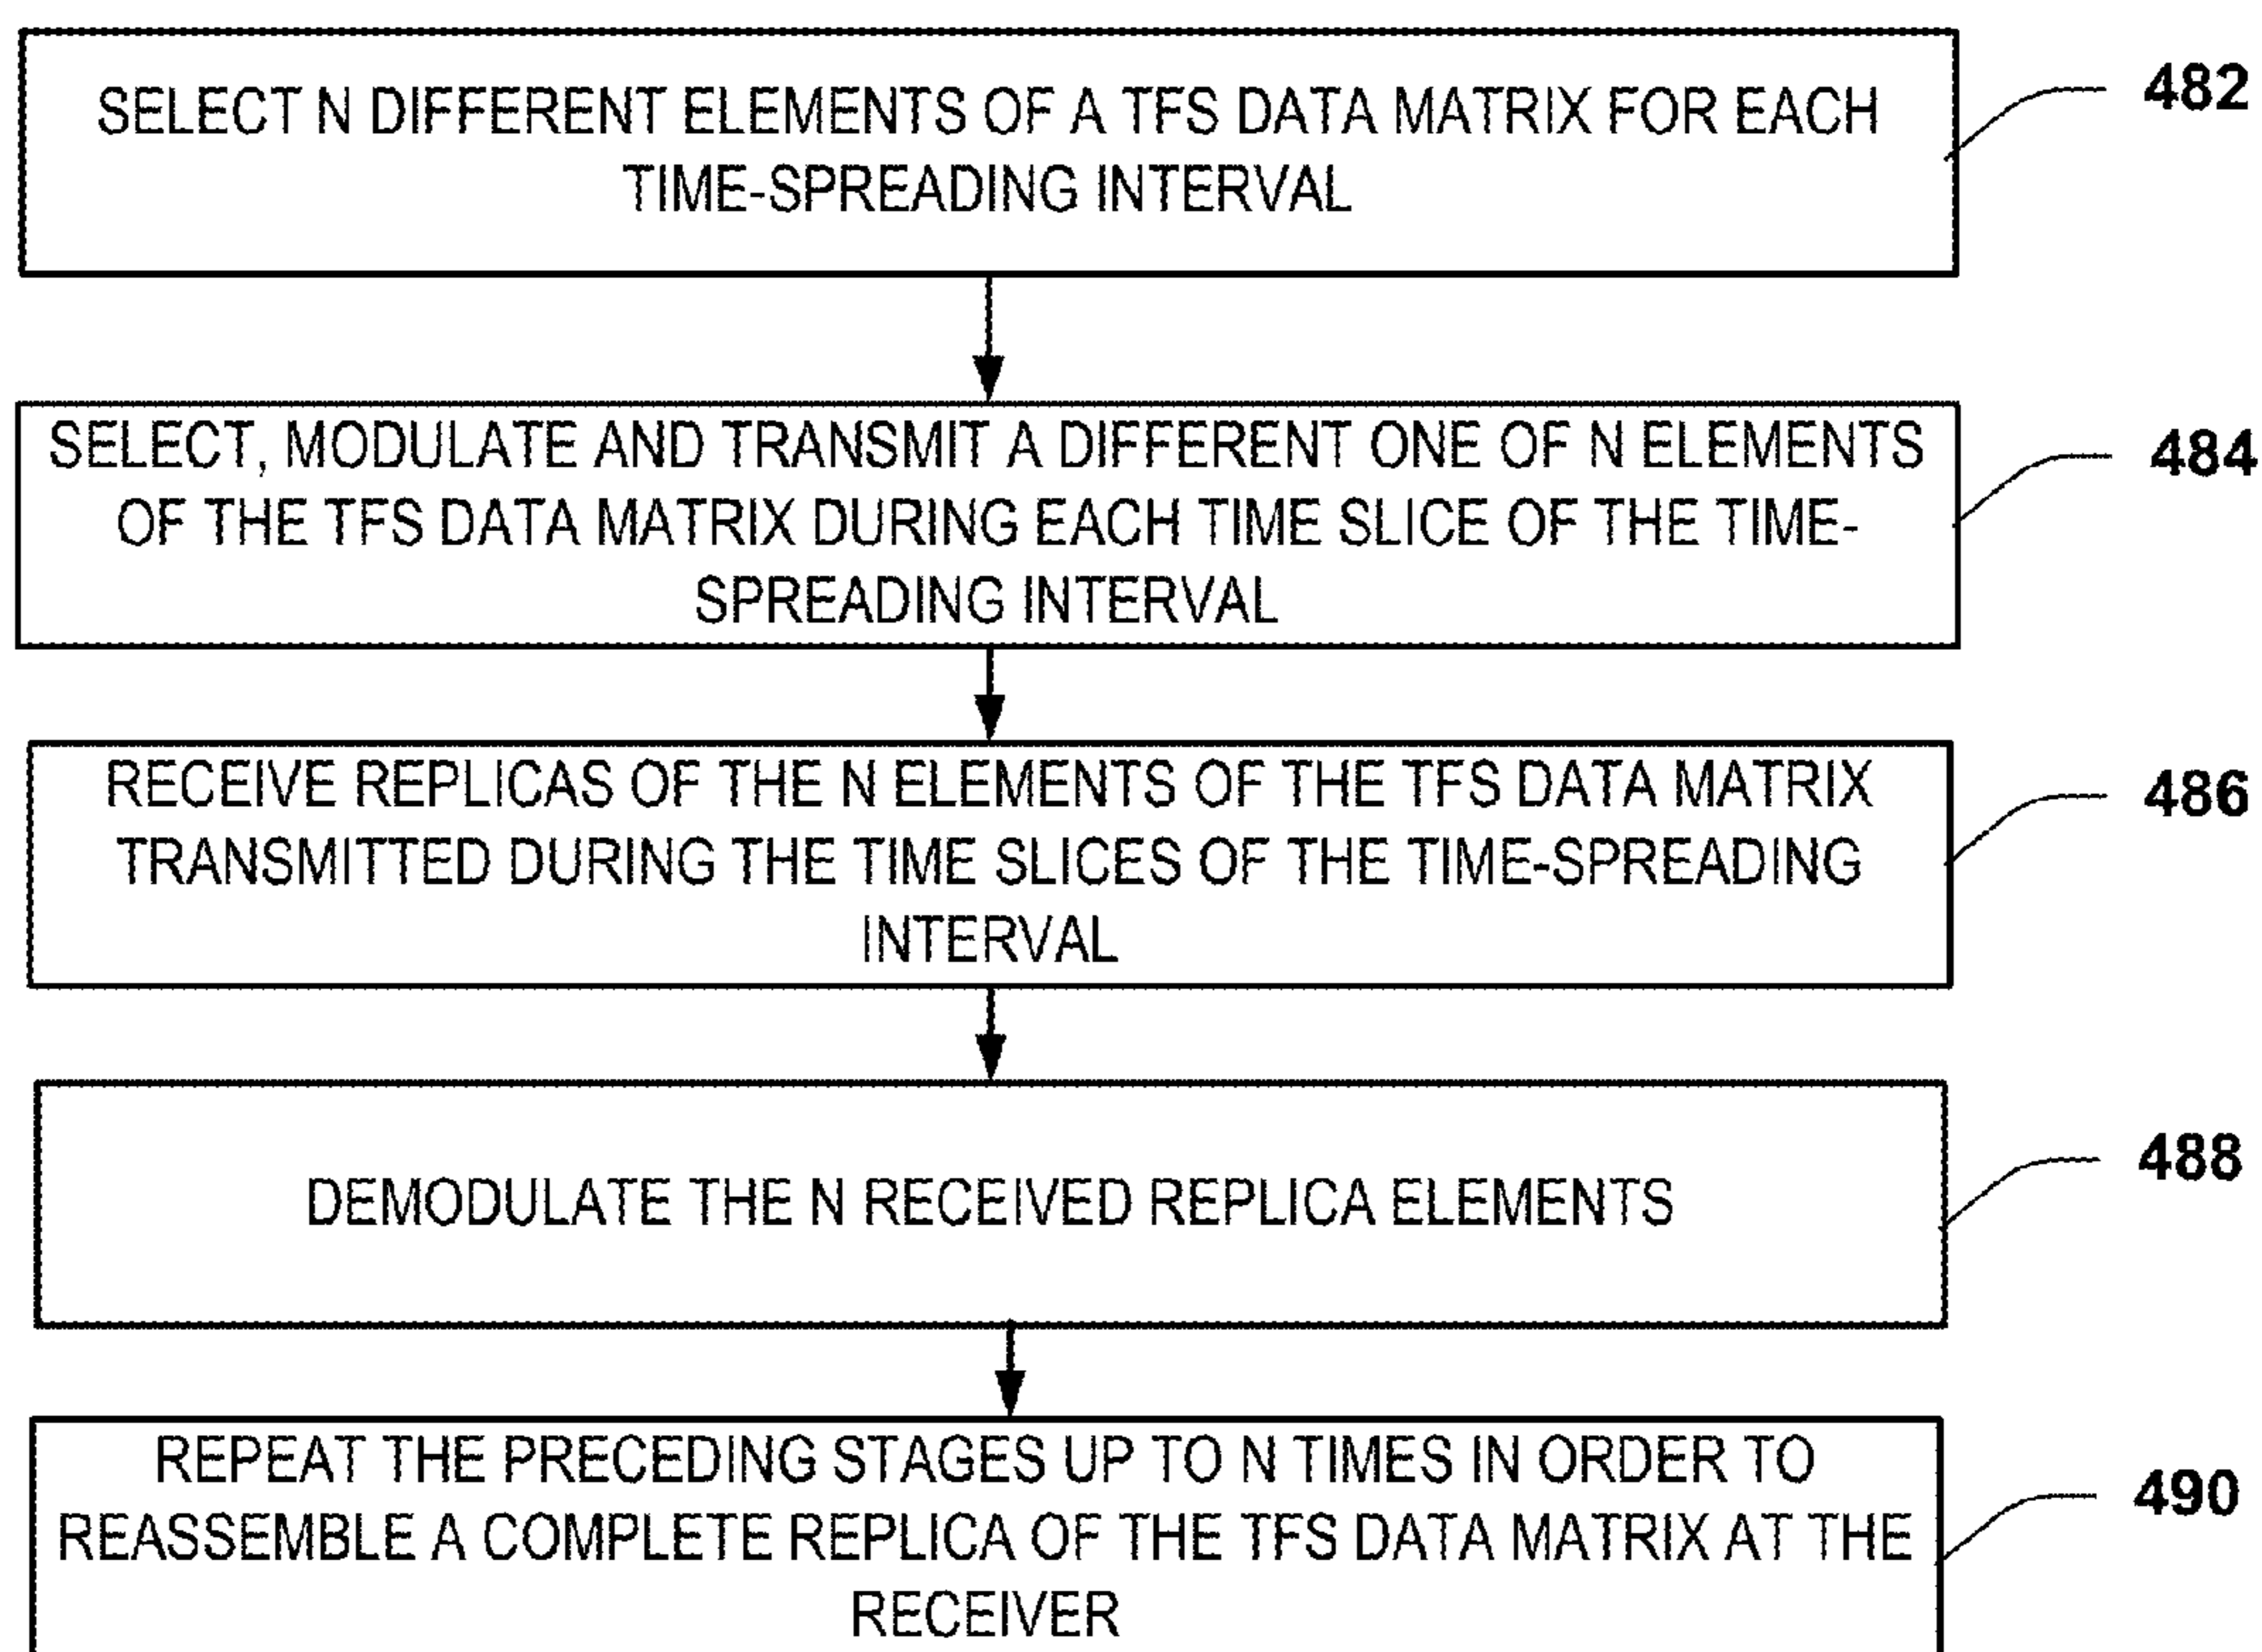 SELECT N DIFFERENT ELEMENTS OF A TFS DATA MATRIX FOR EACH
TIME-SPREADING INTERVAL
482
SELECT, MODULATE AND TRANSMIT A DIFFERENT ONE OF N ELEMENTS
OF THE TFS DATA MATRIX DURING EACH TIME SLICE OF THE TIME-
SPREADING INTERVAL
484
RECEIVE REPLICAS OF THE N ELEMENTS OF THE TFS DATA MATRIX
TRANSMITTED DURING THE TIME SLICES OF THE TIME-SPREADING
INTERVAL
486
DEMODULATE THE N RECEIVED REPLICA ELEMENTS
488
REPEAT THE PRECEDING STAGES UP TO N TIMES IN ORDER TO
REASSEMBLE A COMPLETE REPLICA OF THE TFS DATA MATRIX AT THE
RECEIVER
490